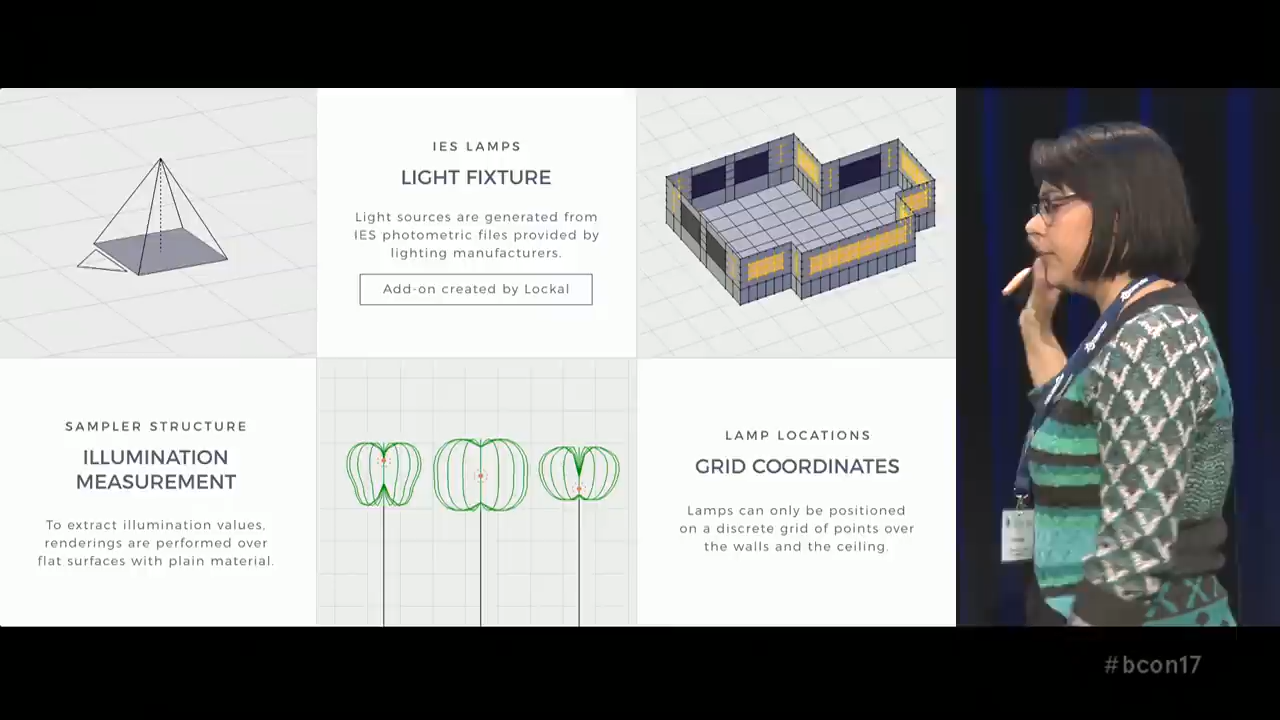 IES LAMPS
LIGHT FIXTURE
Light sources are generated from
IES photometric files provided by
lighting manufacturers.
Add-on created by Lockal
SAMPLER STRUCTURE
ILLUMINATION
MEASUREMENT
To extract illumination values,
renderings are performed over
flat surfaces with plain material.
LAMP LOCATIONS
GRID COORDINATES
Lamps can only be positioned
on a discrete grid of points over
the walls and the ceiling.
#bcon17